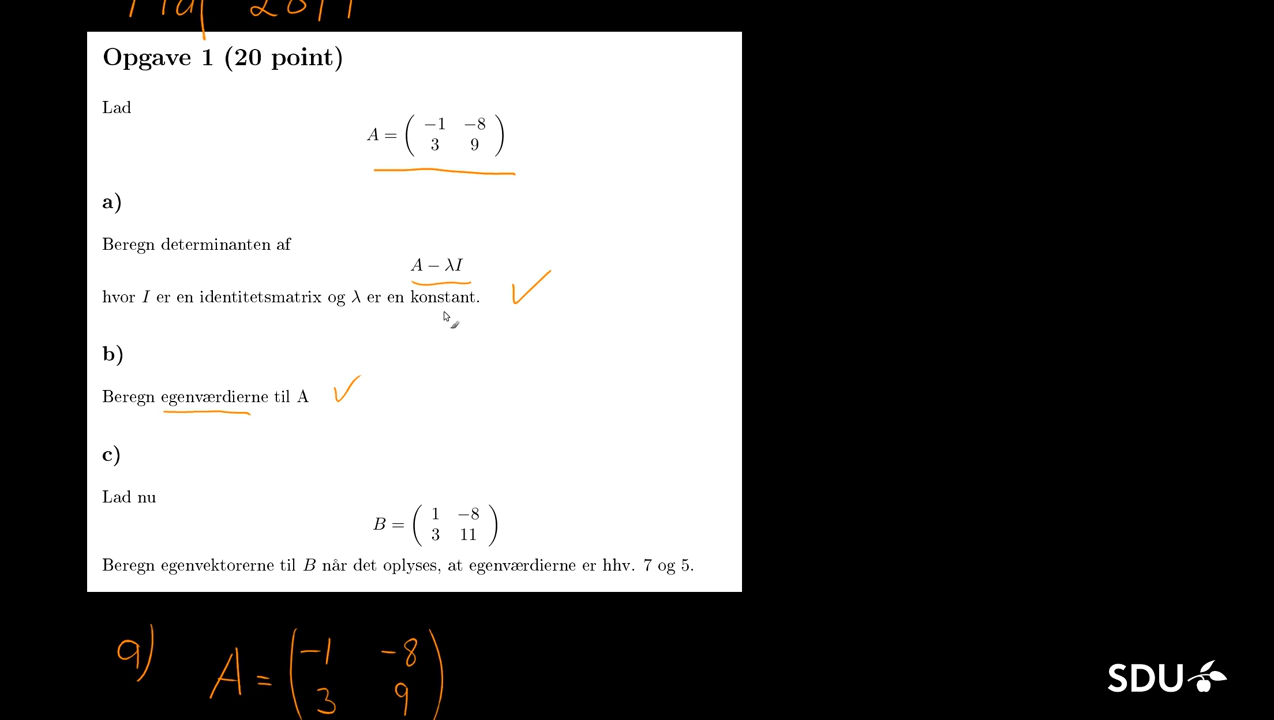 Maj 2017
Opgave 1 (20 point)
Lad
A = ( −1 −8
3 9 )
a)
Beregn determinanten af
A − λI
hvor I er en identitetsmatrix og λ er en konstant. ✓
b)
Beregn egenværdierne til A ✓
c)
Lad nu
B = ( 1 −8
3 11 )
Beregn egenvektorerne til B når det oplyses, at egenværdierne er hhv. 7 og 5.
a) A = ( -1 -8
3 9 )
SDU